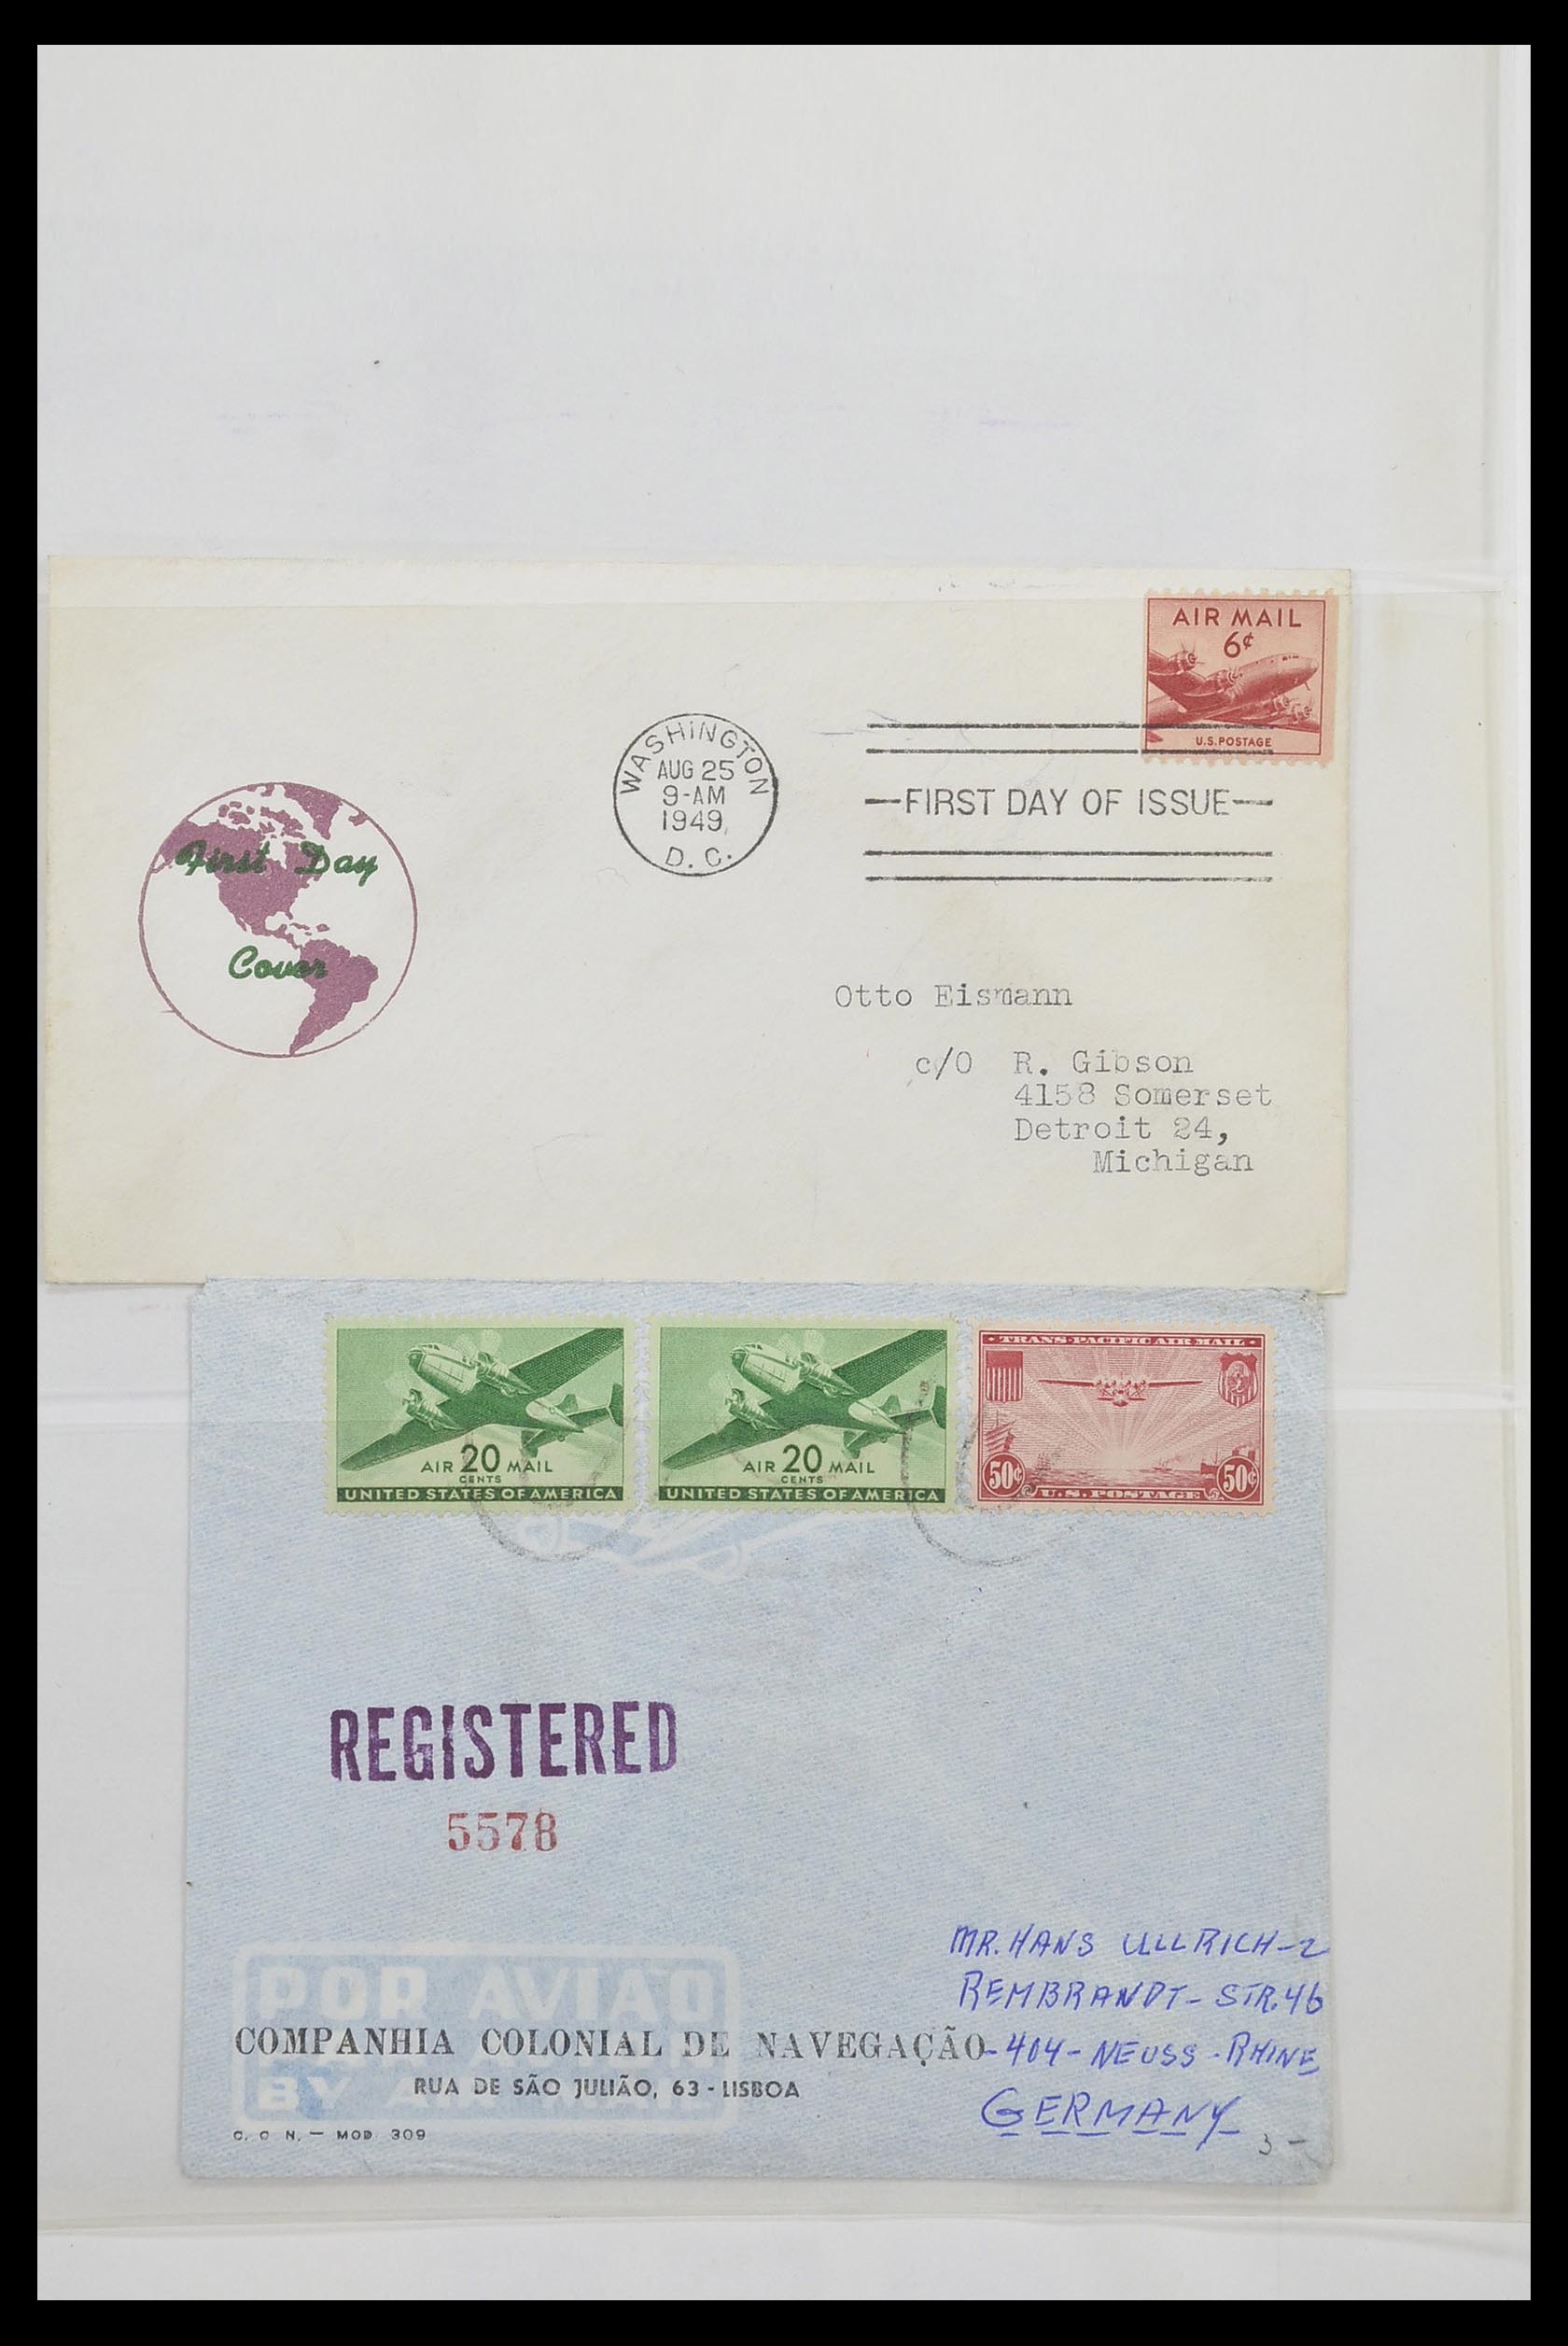 AIR MAIL
6¢
U.S. POSTAGE
WASHINGTON
AUG 25
9-AM
1949
D. C.
—FIRST DAY OF ISSUE—
First Day
Cover
Otto Eismann
c/o R. Gibson
4158 Somerset
Detroit 24,
Michigan
AIR 20 MAIL
CENTS
UNITED STATES OF AMERICA
AIR 20 MAIL
CENTS
UNITED STATES OF AMERICA
· TRANS-PACIFIC AIR MAIL ·
50¢ 50¢
U.S. POSTAGE
REGISTERED
5578
MR. HANS ULLRICH-2
REMBRANDT- STR. 46
-404- NEUSS - RHINE
GERMANY
3 -
POR AVIÃO
COMPANHIA COLONIAL DE NAVEGAÇÃO
BY AIR MAIL
RUA DE SÃO JULIÃO, 63 - LISBOA
C. C. N. — MOD. 309